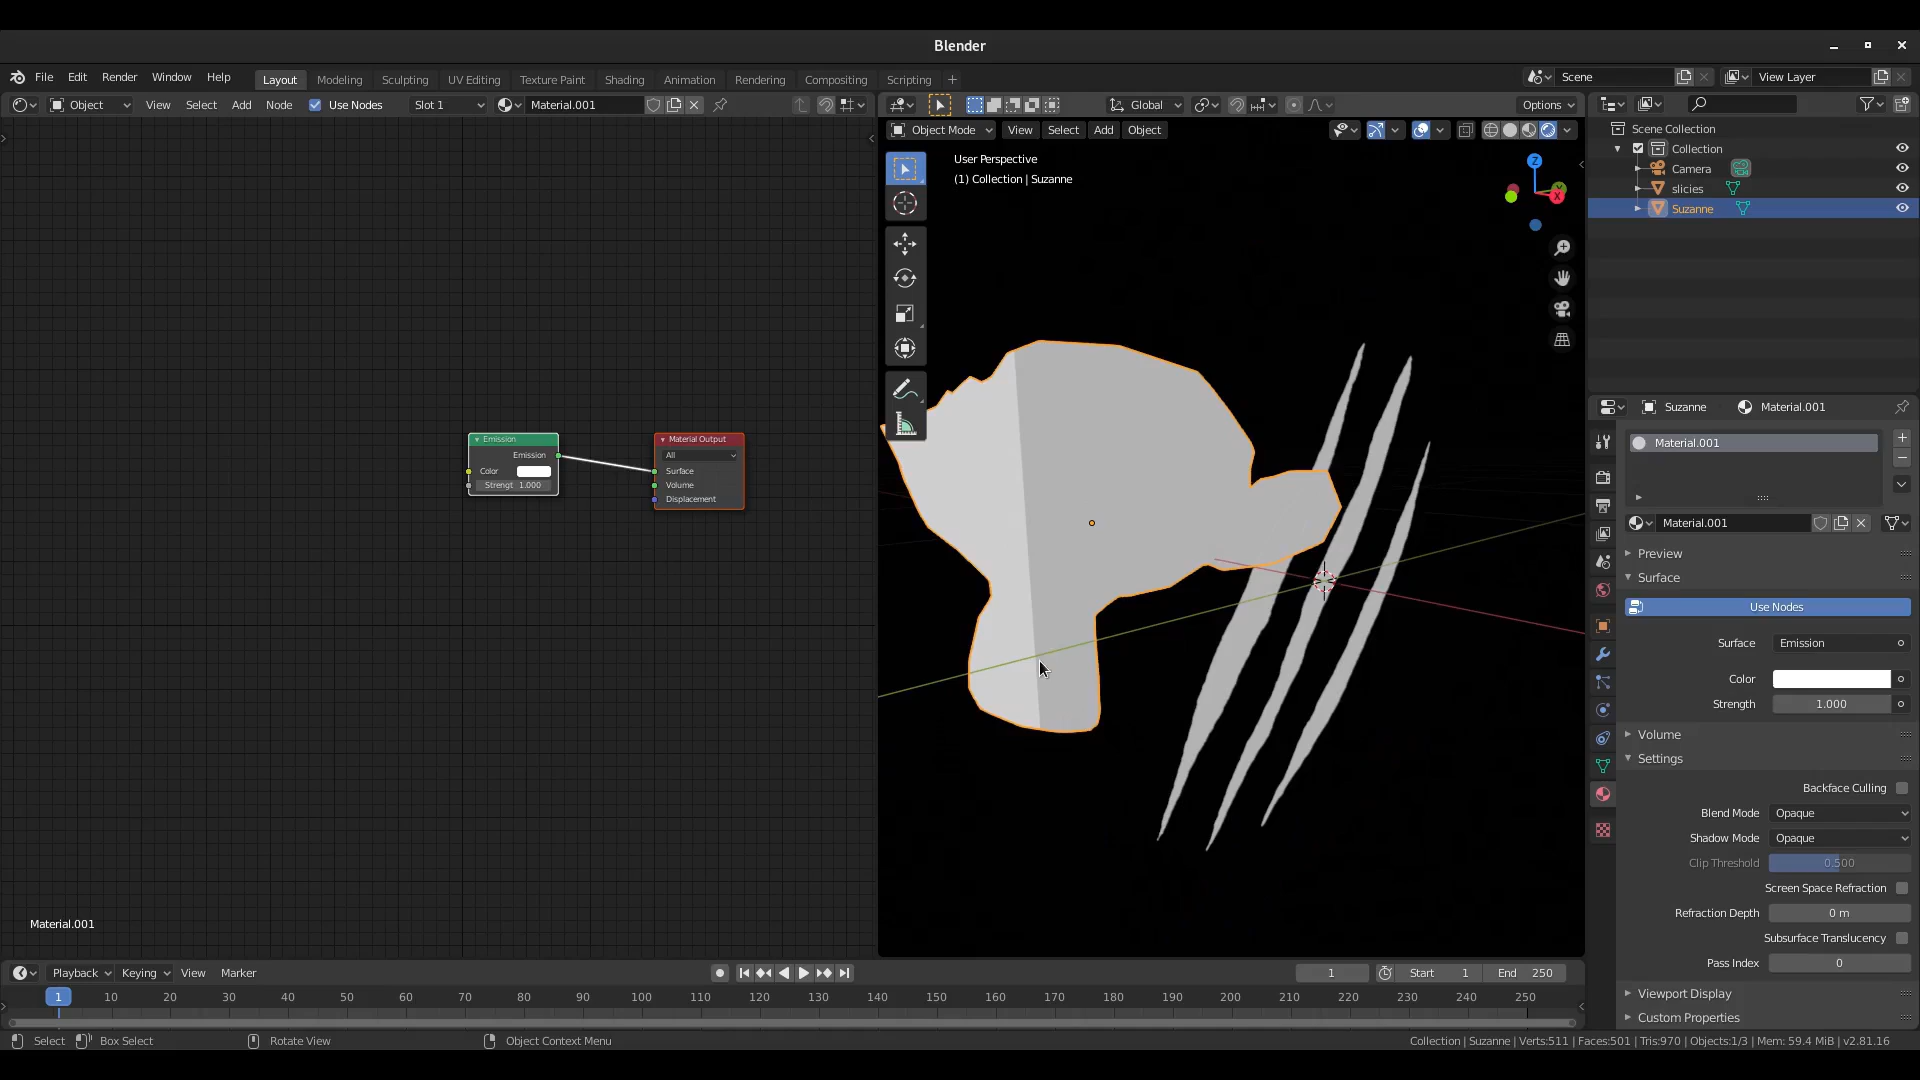 Blender
File Edit Render Window Help Layout Modeling Sculpting UV Editing Texture Paint Shading Animation Rendering Compositing Scripting + Scene View Layer
Object View Select Add Node Use Nodes Slot 1 Material.001
Global Options
Object Mode View Select Add Object
User Perspective
(1) Collection | Suzanne
Z
X
Scene Collection
Collection
Camera
slicies
Suzanne
Emission
Emission
Color
Strengt 1.000
Material Output
All
Surface
Volume
Displacement
Material.001
Suzanne Material.001
Material.001
Material.001
Preview
Surface
Use Nodes
Surface Emission
Color
Strength 1.000
Volume
Settings
Backface Culling
Blend Mode Opaque
Shadow Mode Opaque
Clip Threshold 0.500
Screen Space Refraction
Refraction Depth 0 m
Subsurface Translucency
Pass Index 0
Viewport Display
Custom Properties
Playback Keying View Marker 1 Start 1 End 250
1 10 20 30 40 50 60 70 80 90 100 110 120 130 140 150 160 170 180 190 200 210 220 230 240 250
Select Box Select Rotate View Object Context Menu Collection | Suzanne | Verts:511 | Faces:501 | Tris:970 | Objects:1/3 | Mem: 59.4 MiB | v2.81.16